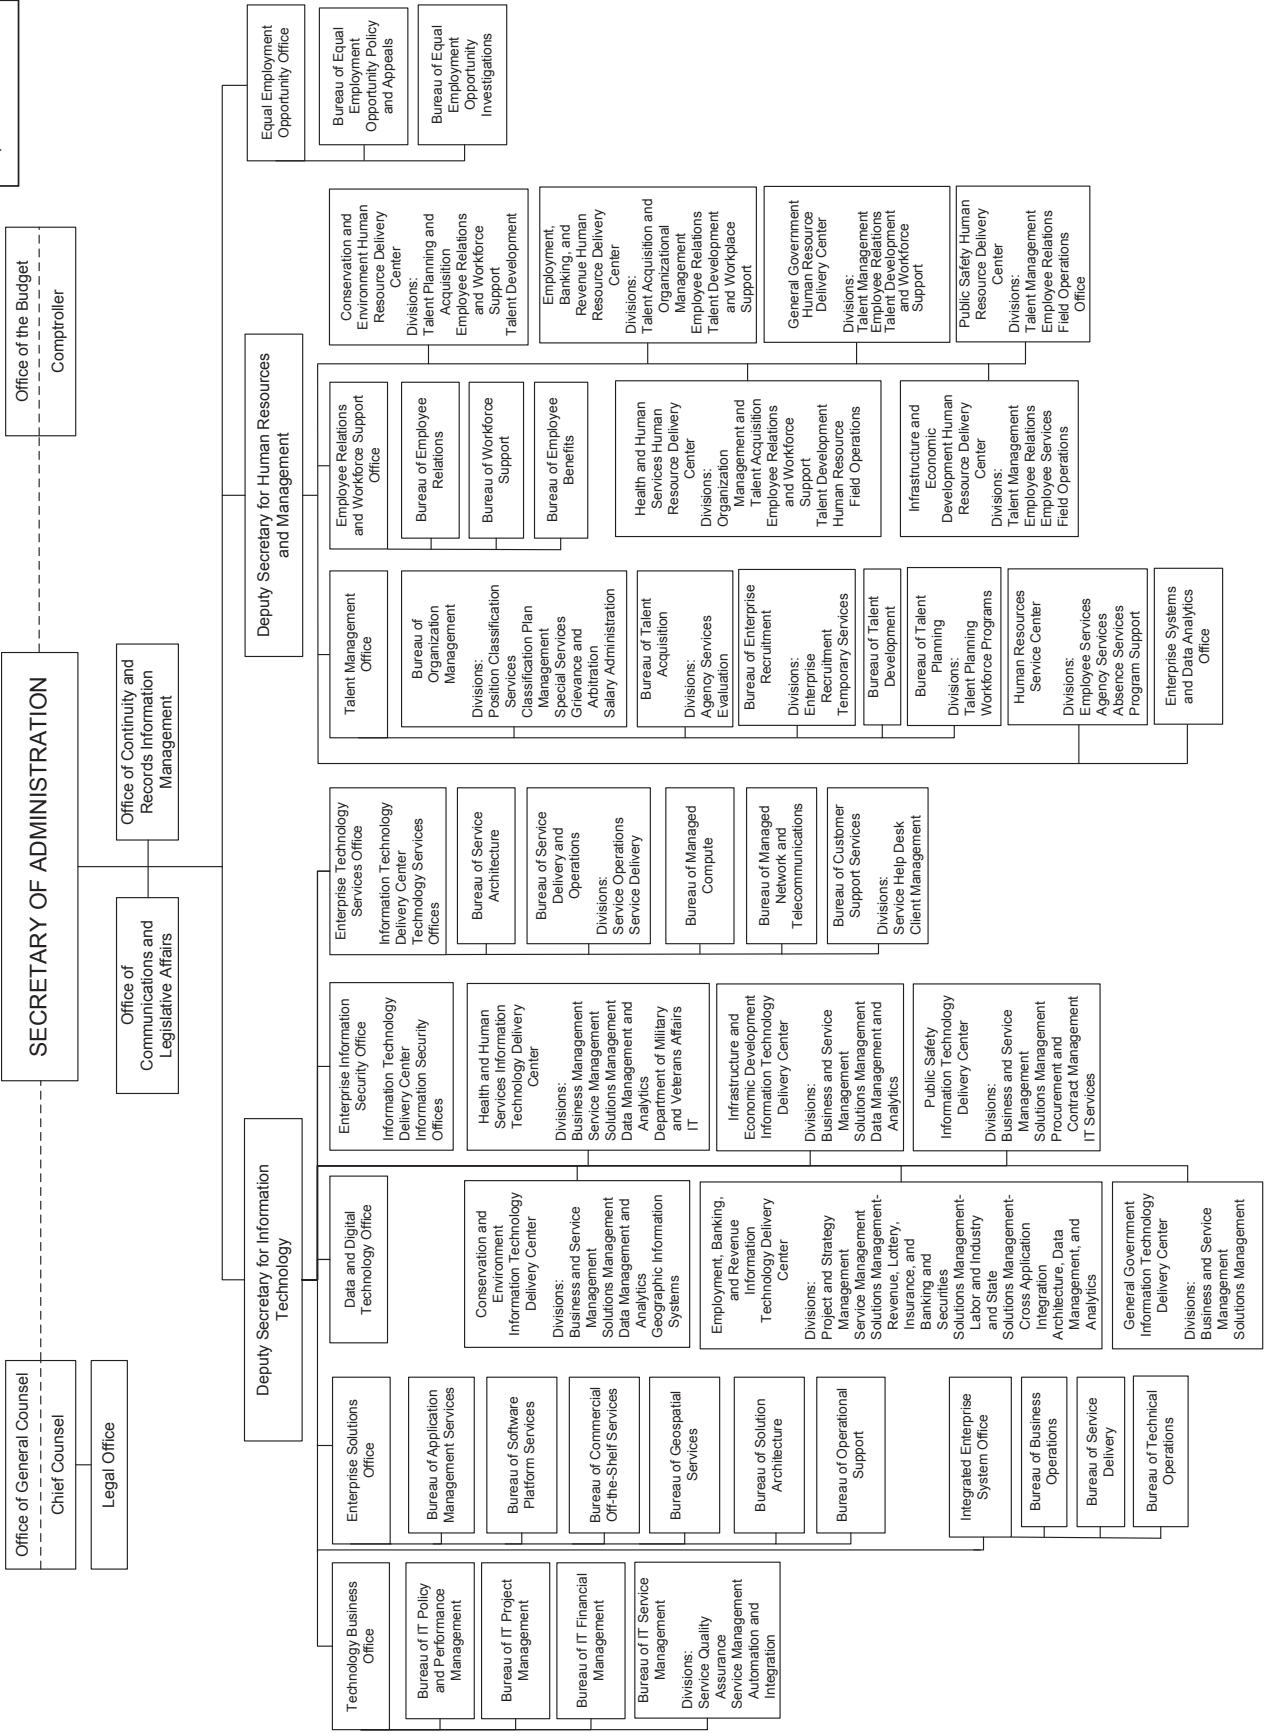 Office of General Counsel
Chief Counsel
Legal Office
SECRETARY OF ADMINISTRATION
Office of the Budget
Comptroller
Office of
Communications and
Legislative Affairs
Office of Continuity and
Records Information
Management
Deputy Secretary for Information
Technology
Deputy Secretary for Human Resources
and Management
Equal Employment
Opportunity Office
Bureau of Equal
Employment
Opportunity Policy
and Appeals
Bureau of Equal
Employment
Opportunity
Investigations
Technology Business
Office
Bureau of IT Policy
and Performance
Management
Bureau of IT Project
Management
Bureau of IT Financial
Management
Bureau of IT Service
Management
Divisions:
Service Quality
Assurance
Service Management
Automation and
Integration
Enterprise Solutions
Office
Bureau of Application
Management Services
Bureau of Software
Platform Services
Bureau of Commercial
Off-the-Shelf Services
Bureau of Geospatial
Services
Bureau of Solution
Architecture
Bureau of Operational
Support
Integrated Enterprise
System Office
Bureau of Business
Operations
Bureau of Service
Delivery
Bureau of Technical
Operations
Data and Digital
Technology Office
Conservation and
Environment
Information Technology
Delivery Center
Divisions:
Business and Service
Management
Solutions Management
Data Management and
Analytics
Geographic Information
Systems
Employment, Banking,
and Revenue
Information
Technology Delivery
Center
Divisions:
Project and Strategy
Management
Service Management
Solutions Management-
Revenue, Lottery,
Insurance, and
Banking and
Securities
Solutions Management-
Labor and Industry
and State
Solutions Management-
Cross Application
Integration
Architecture, Data
Management, and
Analytics
General Government
Information Technology
Delivery Center
Divisions:
Business and Service
Management
Solutions Management
Enterprise Information
Security Office
Information Technology
Delivery Center
Information Security
Offices
Health and Human
Services Information
Technology Delivery
Center
Divisions:
Business Management
Service Management
Solutions Management
Data Management and
Analytics
Department of Military
and Veterans Affairs
IT
Infrastructure and
Economic Development
Information Technology
Delivery Center
Divisions:
Business and Service
Management
Solutions Management
Data Management and
Analytics
Public Safety
Information Technology
Delivery Center
Divisions:
Business and Service
Management
Solutions Management
Procurement and
Contract Management
IT Services
Enterprise Technology
Services Office
Information Technology
Delivery Center
Technology Services
Offices
Bureau of Service
Architecture
Bureau of Service
Delivery and
Operations
Divisions:
Service Operations
Service Delivery
Bureau of Managed
Compute
Bureau of Managed
Network and
Telecommunications
Bureau of Customer
Support Services
Divisions:
Service Help Desk
Client Management
Talent Management
Office
Bureau of
Organization
Management
Divisions:
Position Classification
Services
Classification Plan
Management
Special Services
Grievance and
Arbitration
Salary Administration
Bureau of Talent
Acquisition
Divisions:
Agency Services
Evaluation
Bureau of Enterprise
Recruitment
Divisions:
Enterprise
Recruitment
Temporary Services
Bureau of Talent
Development
Bureau of Talent
Planning
Divisions:
Talent Planning
Workforce Programs
Human Resources
Service Center
Divisions:
Employee Services
Agency Services
Absence Services
Program Support
Enterprise Systems
and Data Analytics
Office
Employee Relations
and Workforce Support
Office
Bureau of Employee
Relations
Bureau of Workforce
Support
Bureau of Employee
Benefits
Health and Human
Services Human
Resource Delivery
Center
Divisions:
Organization
Management and
Talent Acquisition
Employee Relations
and Workforce
Support
Talent Development
Human Resource
Field Operations
Infrastructure and
Economic
Development Human
Resource Delivery
Center
Divisions:
Talent Management
Employee Relations
Employee Services
Field Operations
Conservation and
Environment Human
Resource Delivery
Center
Divisions:
Talent Planning and
Acquisition
Employee Relations
and Workforce
Support
Talent Development
Employment,
Banking, and
Revenue Human
Resource Delivery
Center
Divisions:
Talent Acquisition and
Organizational
Management
Employee Relations
Talent Development
and Workplace
Support
General Government
Human Resource
Delivery Center
Divisions:
Talent Management
Employee Relations
Talent Development
and Workforce
Support
Public Safety Human
Resource Delivery
Center
Divisions:
Talent Management
Employee Relations
Field Operations
Office